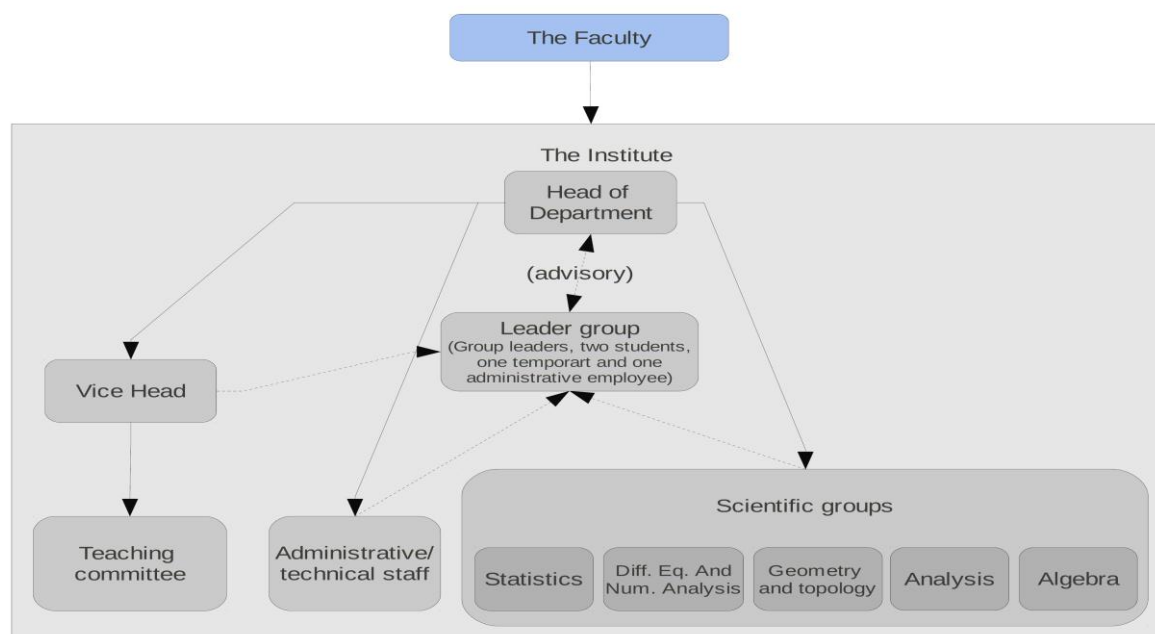 The Faculty
The Institute
Head of
Department
(advisory)
Leader group
(Group leaders, two students,
one temporart and one
administrative employee)
Vice Head
Teaching
committee
Administrative/
technical staff
Scientific groups
Statistics
Diff. Eq. And
Num. Analysis
Geometry
and topology
Analysis
Algebra